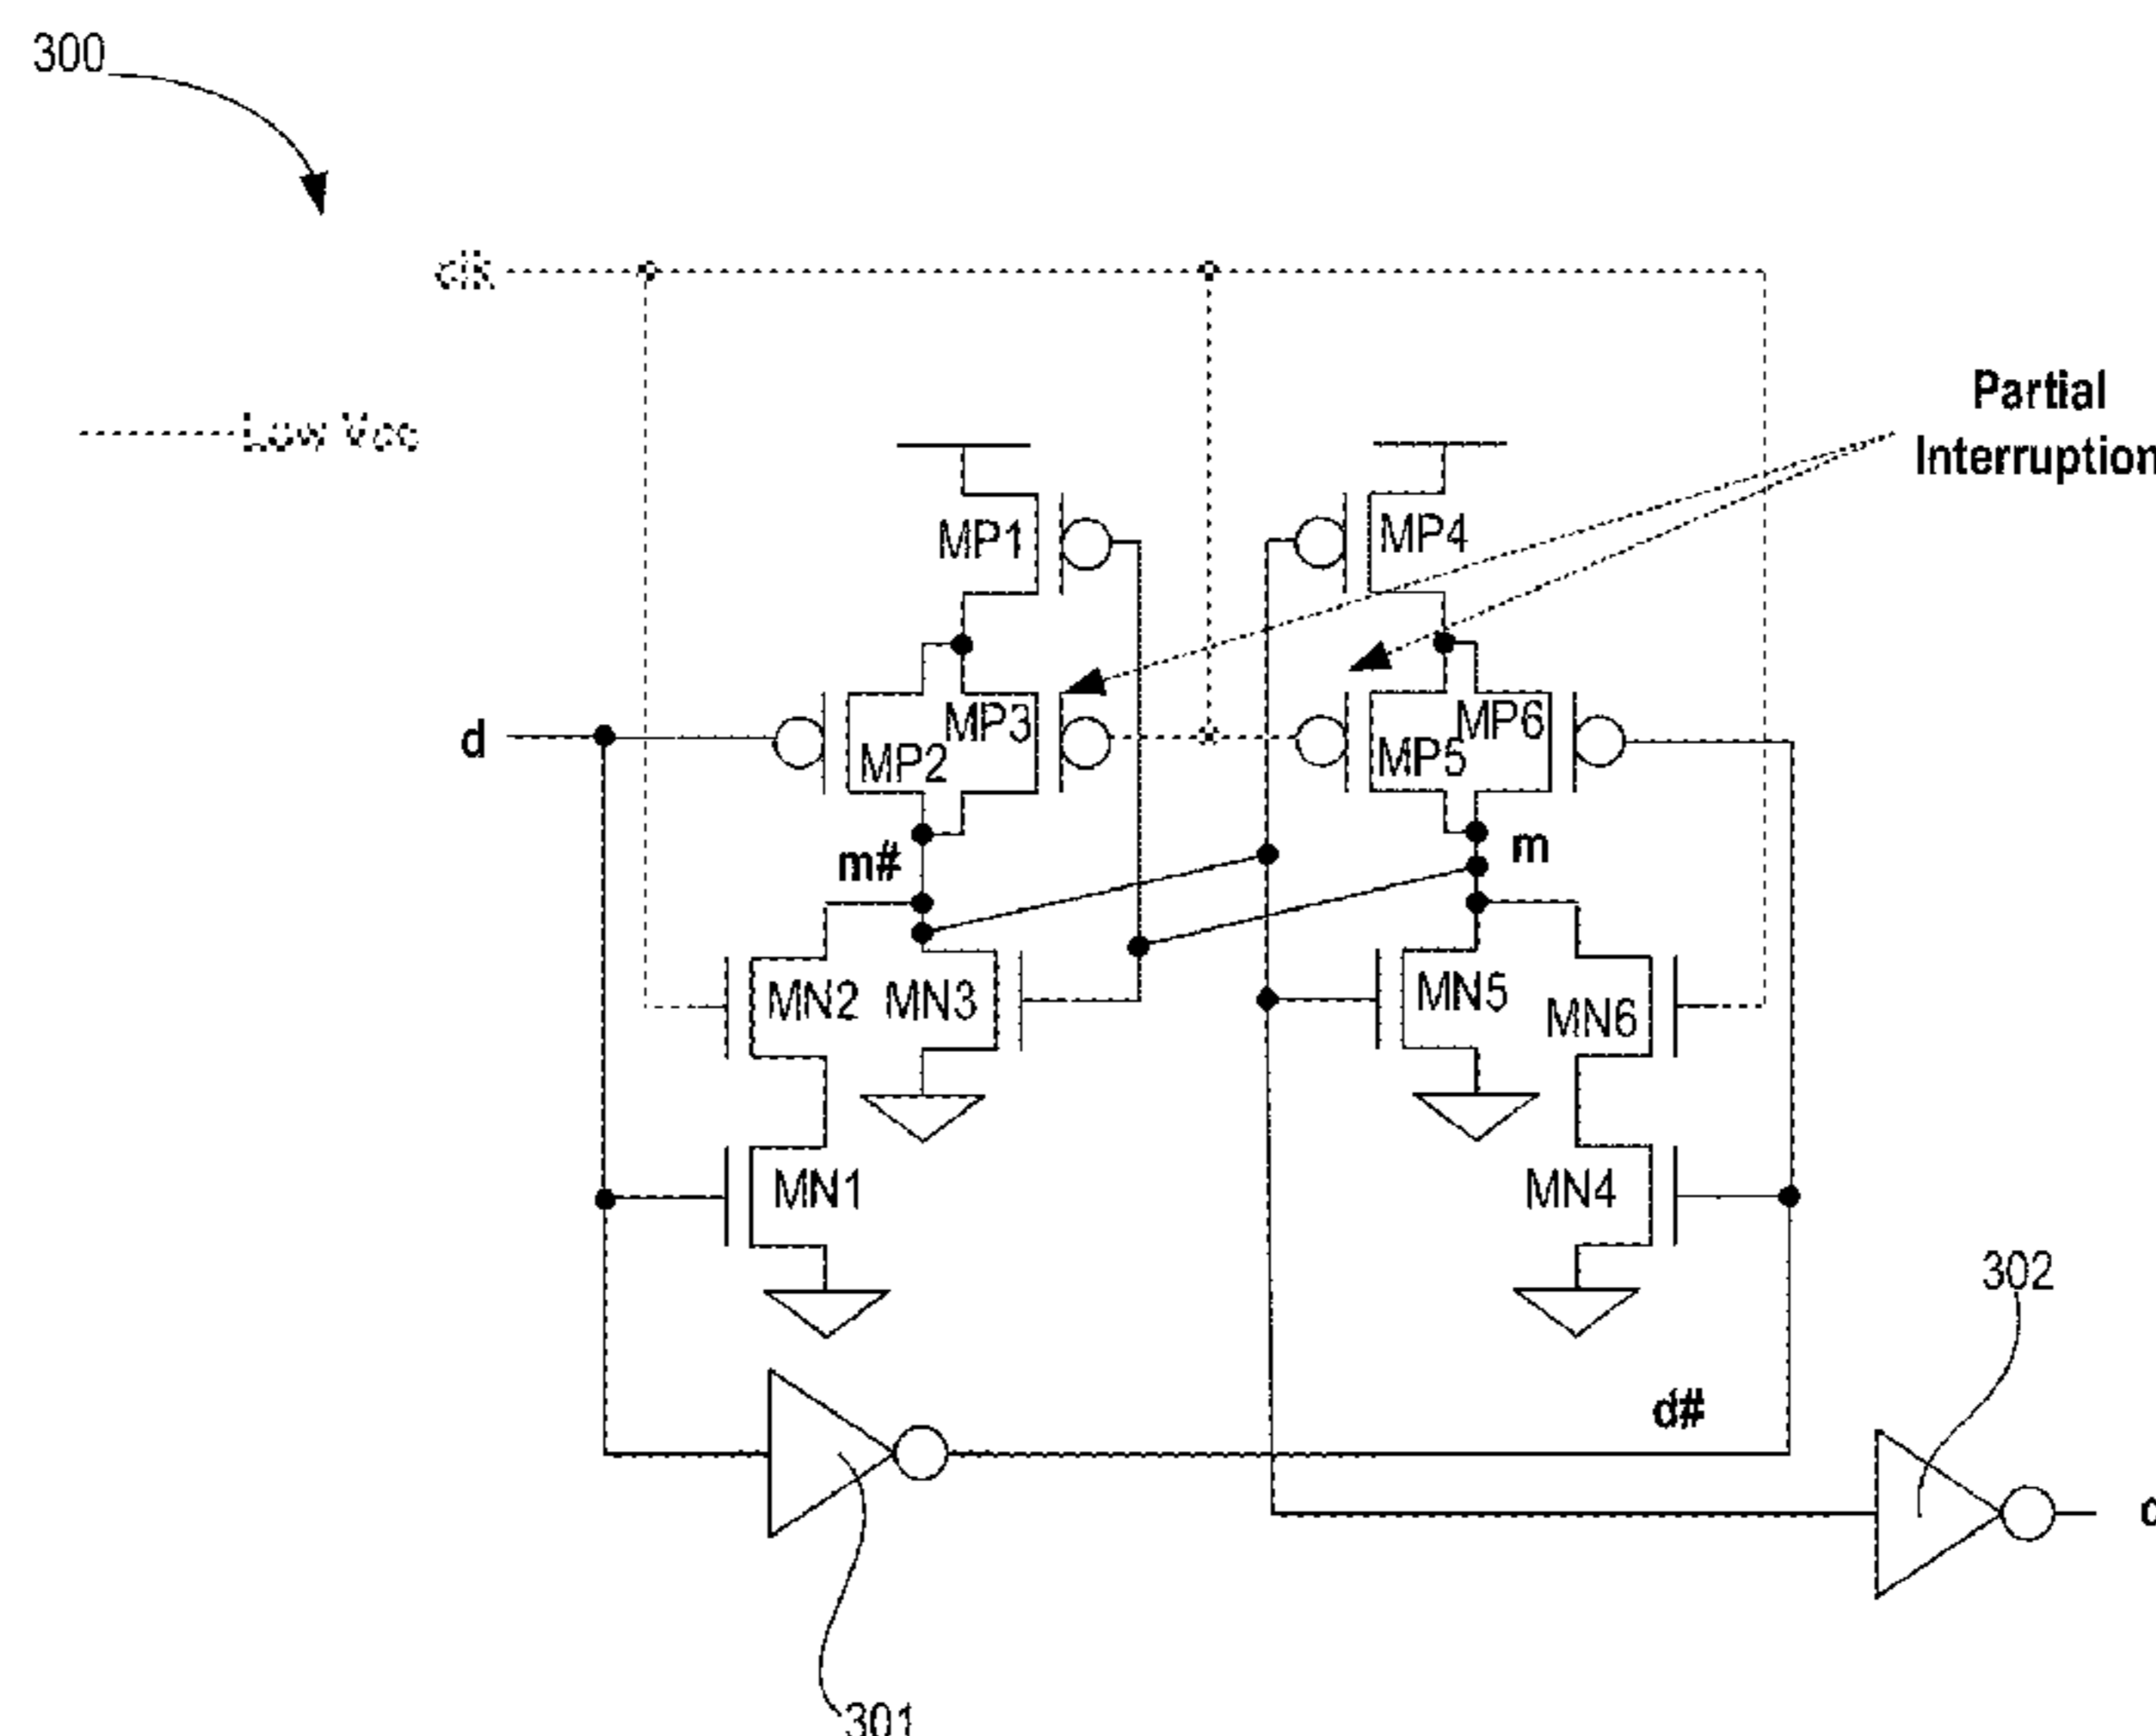 300
clk
Low Vcc
Partial
Interruption
MP1
MP4
d
MP2
MP3
MP5
MP6
m#
m
MN2
MN3
MN5
MN6
MN1
MN4
302
d#
301